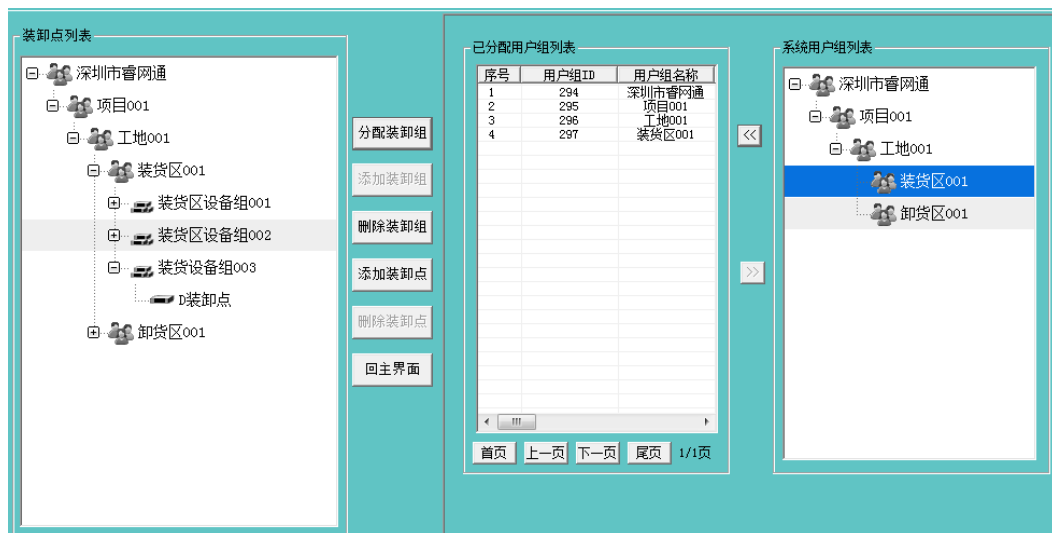 装卸点列表
深圳市睿网通
项目001
工地001
装货区001
装货区设备组001
装货区设备组002
装货设备组003
D装卸点
卸货区001
分配装卸组
添加装卸组
删除装卸组
添加装卸点
删除装卸点
回主界面
已分配用户组列表
序号 用户组ID 用户组名称
1 294 深圳市睿网通
2 295 项目001
3 296 工地001
4 297 装货区001
首页 上一页 下一页 尾页 1/1页
<<
>>
系统用户组列表
深圳市睿网通
项目001
工地001
装货区001
卸货区001